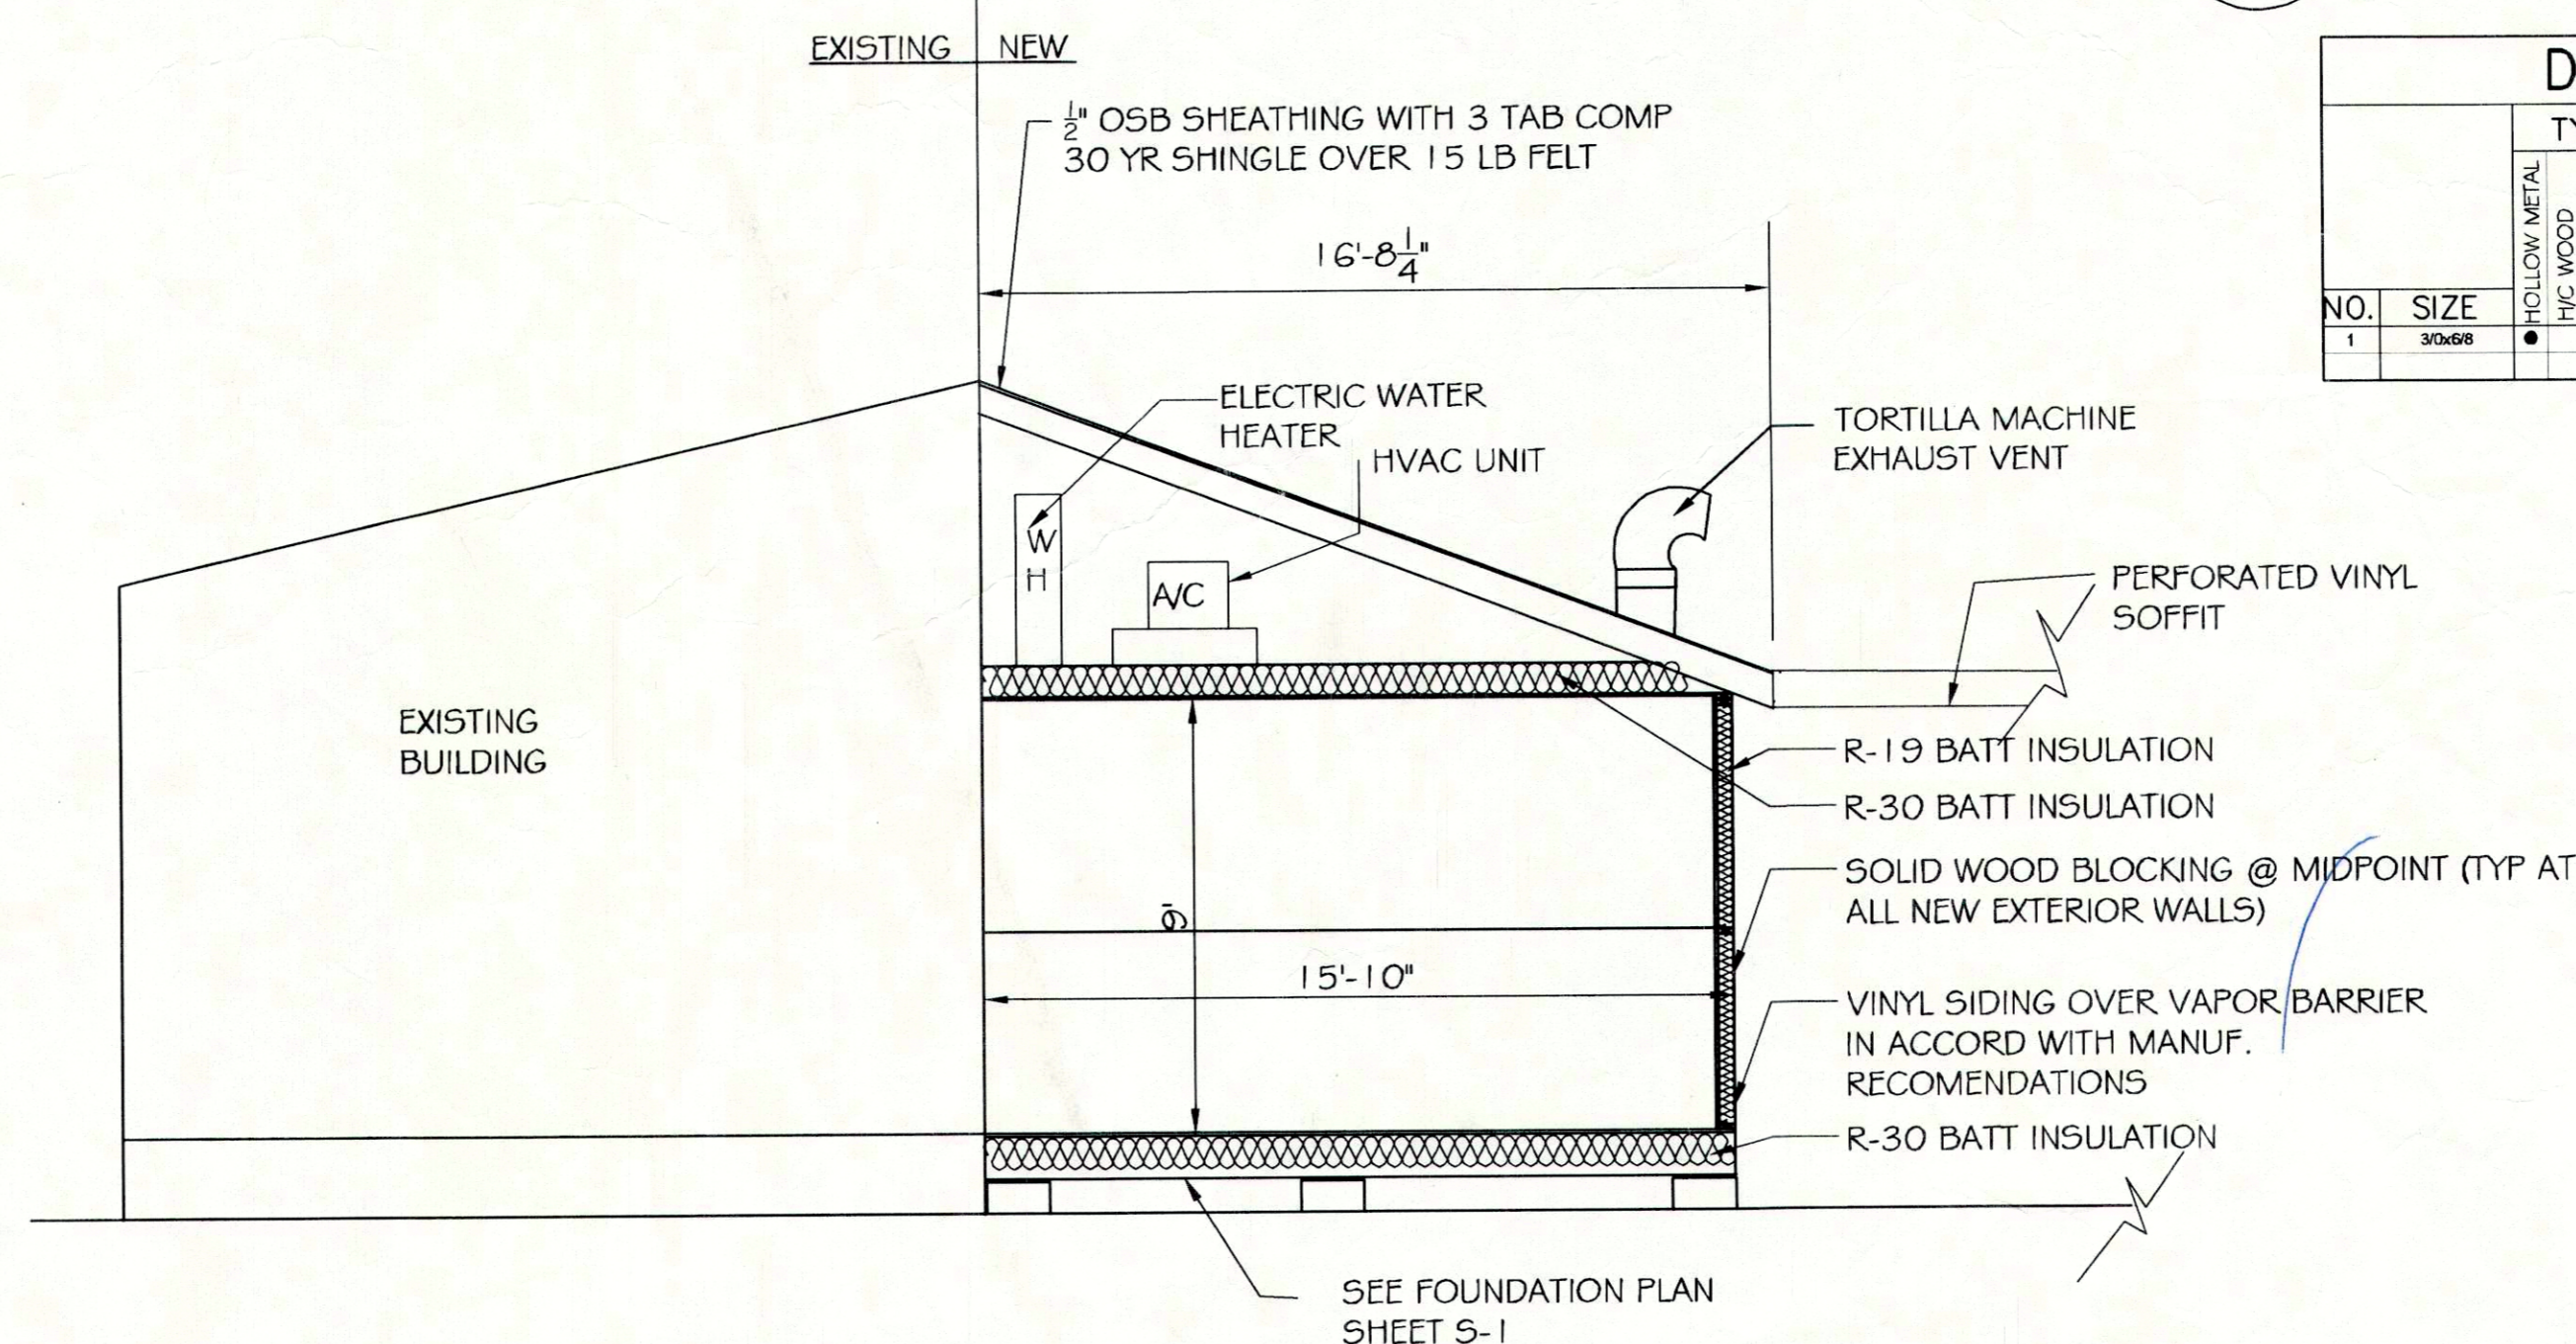 EXISTING NEW
½" OSB SHEATHING WITH 3 TAB COMP
30 YR SHINGLE OVER 15 LB FELT
16'-8¼"
ELECTRIC WATER
HEATER
HVAC UNIT
TORTILLA MACHINE
EXHAUST VENT
W
H
A/C
PERFORATED VINYL
SOFFIT
EXISTING
BUILDING
R-19 BATT INSULATION
R-30 BATT INSULATION
SOLID WOOD BLOCKING @ MIDPOINT (TYP AT
ALL NEW EXTERIOR WALLS)
9'
15'-10"
VINYL SIDING OVER VAPOR BARRIER
IN ACCORD WITH MANUF.
RECOMENDATIONS
R-30 BATT INSULATION
SEE FOUNDATION PLAN
SHEET S-1
D
TY
HOLLOW METAL
H/C WOOD
NO. SIZE
1 3/0x6/8